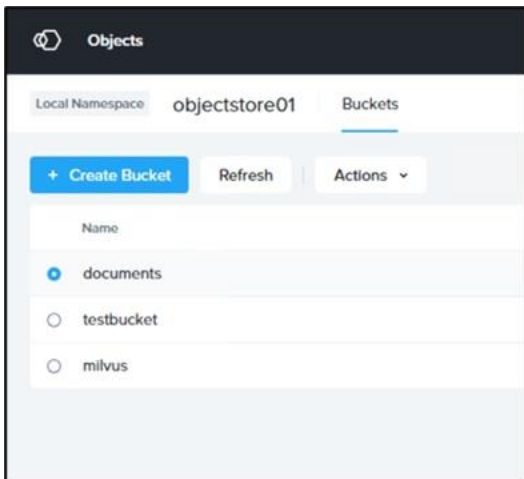 Objects
Local Namespace objectstore01 Buckets
+ Create Bucket Refresh Actions
Name
documents
testbucket
milvus